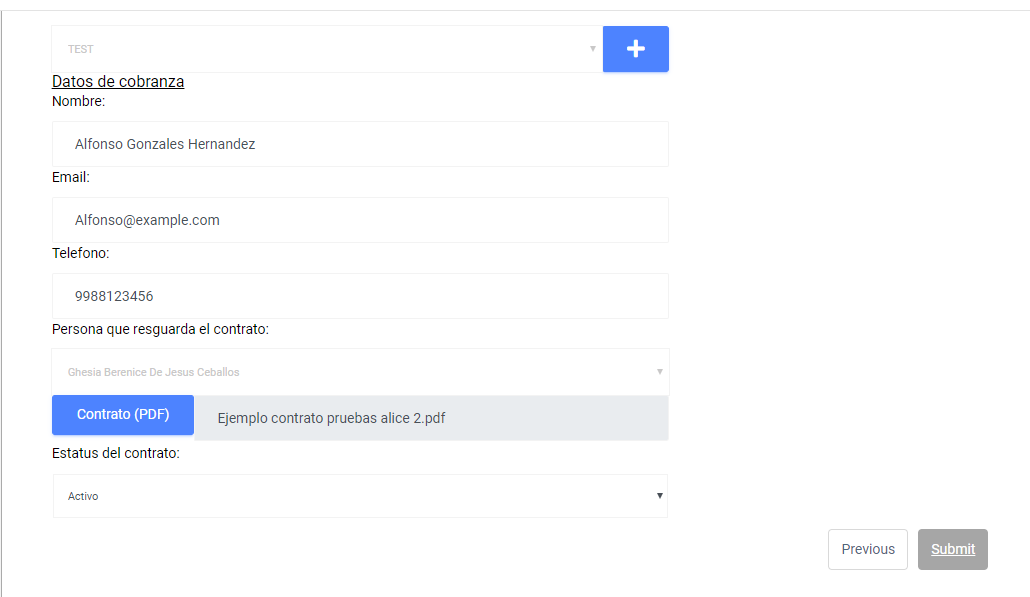 TEST
+
Datos de cobranza
Nombre:
Alfonso Gonzales Hernandez
Email:
Alfonso@example.com
Telefono:
9988123456
Persona que resguarda el contrato:
Ghesia Berenice De Jesus Ceballos
Contrato (PDF) Ejemplo contrato pruebas alice 2.pdf
Estatus del contrato:
Activo
Previous Submit